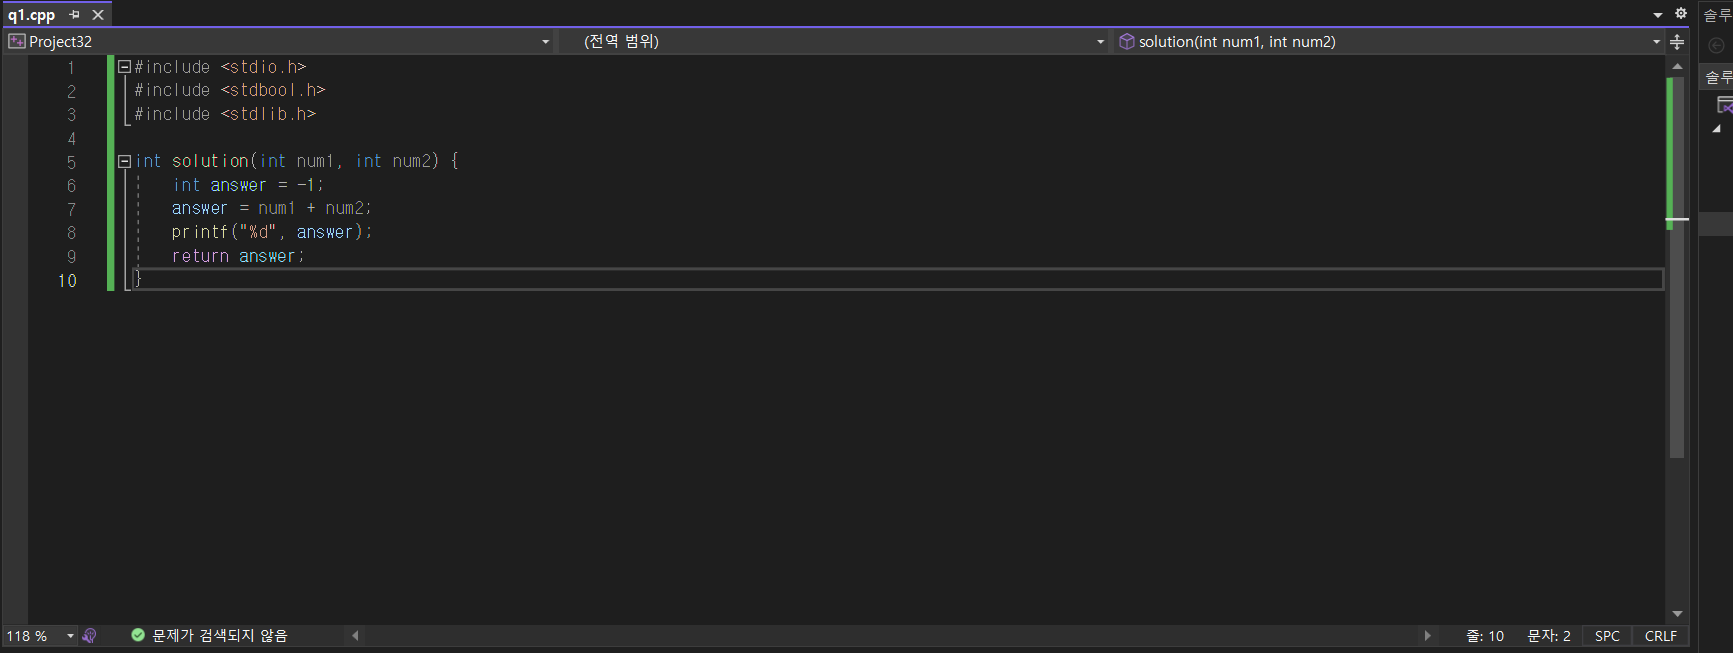 q1.cpp
솔루
Project32 (전역 범위) solution(int num1, int num2)
솔루
1 #include <stdio.h>
2 #include <stdbool.h>
3 #include <stdlib.h>
4
5 int solution(int num1, int num2) {
6 int answer = -1;
7 answer = num1 + num2;
8 printf("%d", answer);
9 return answer;
10 }
118 % 문제가 검색되지 않음 줄: 10 문자: 2 SPC CRLF